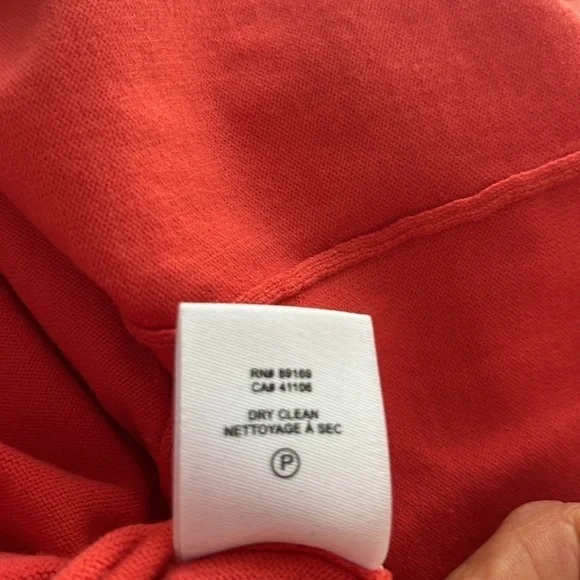 RN# 89169
CA# 41106
DRY CLEAN
NETTOYAGE À SEC
P